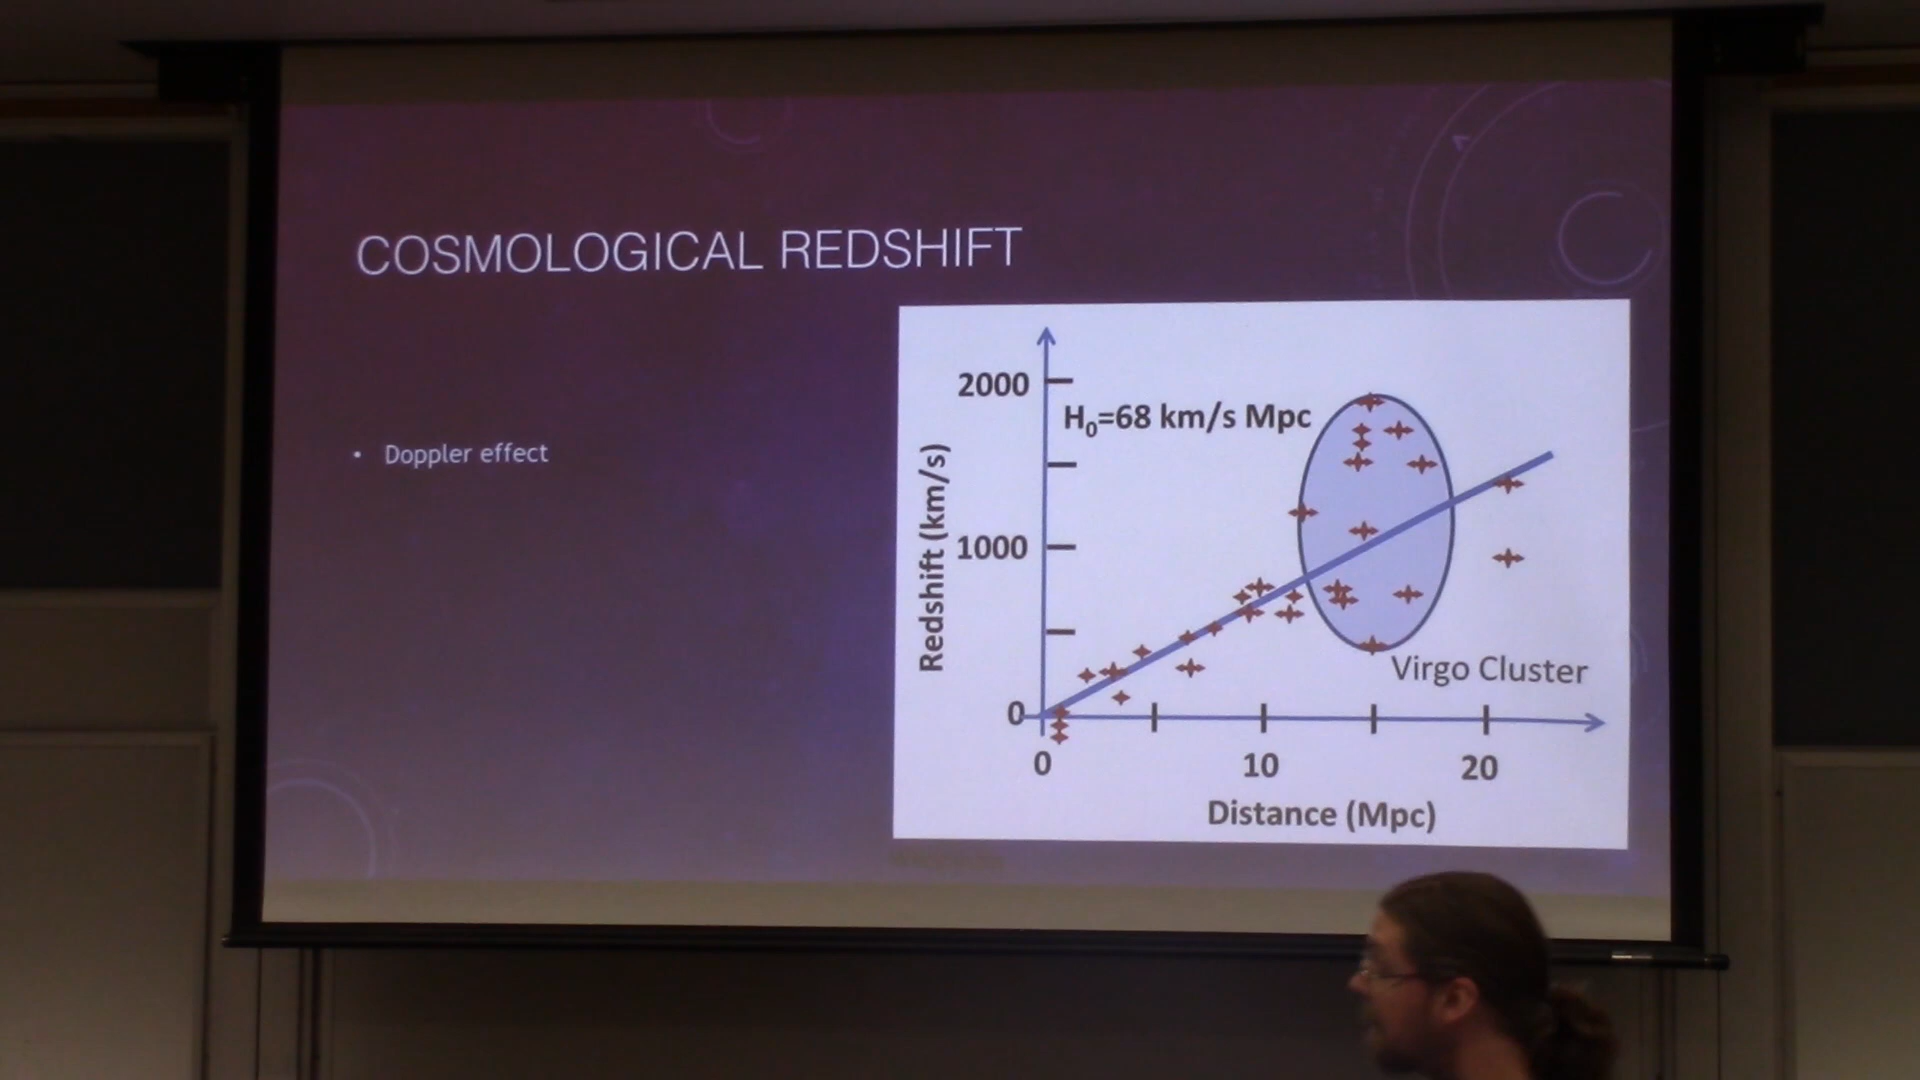 COSMOLOGICAL REDSHIFT
• Doppler effect
2000
H₀=68 km/s Mpc
Redshift (km/s)
1000
Virgo Cluster
0
0 10 20
Distance (Mpc)